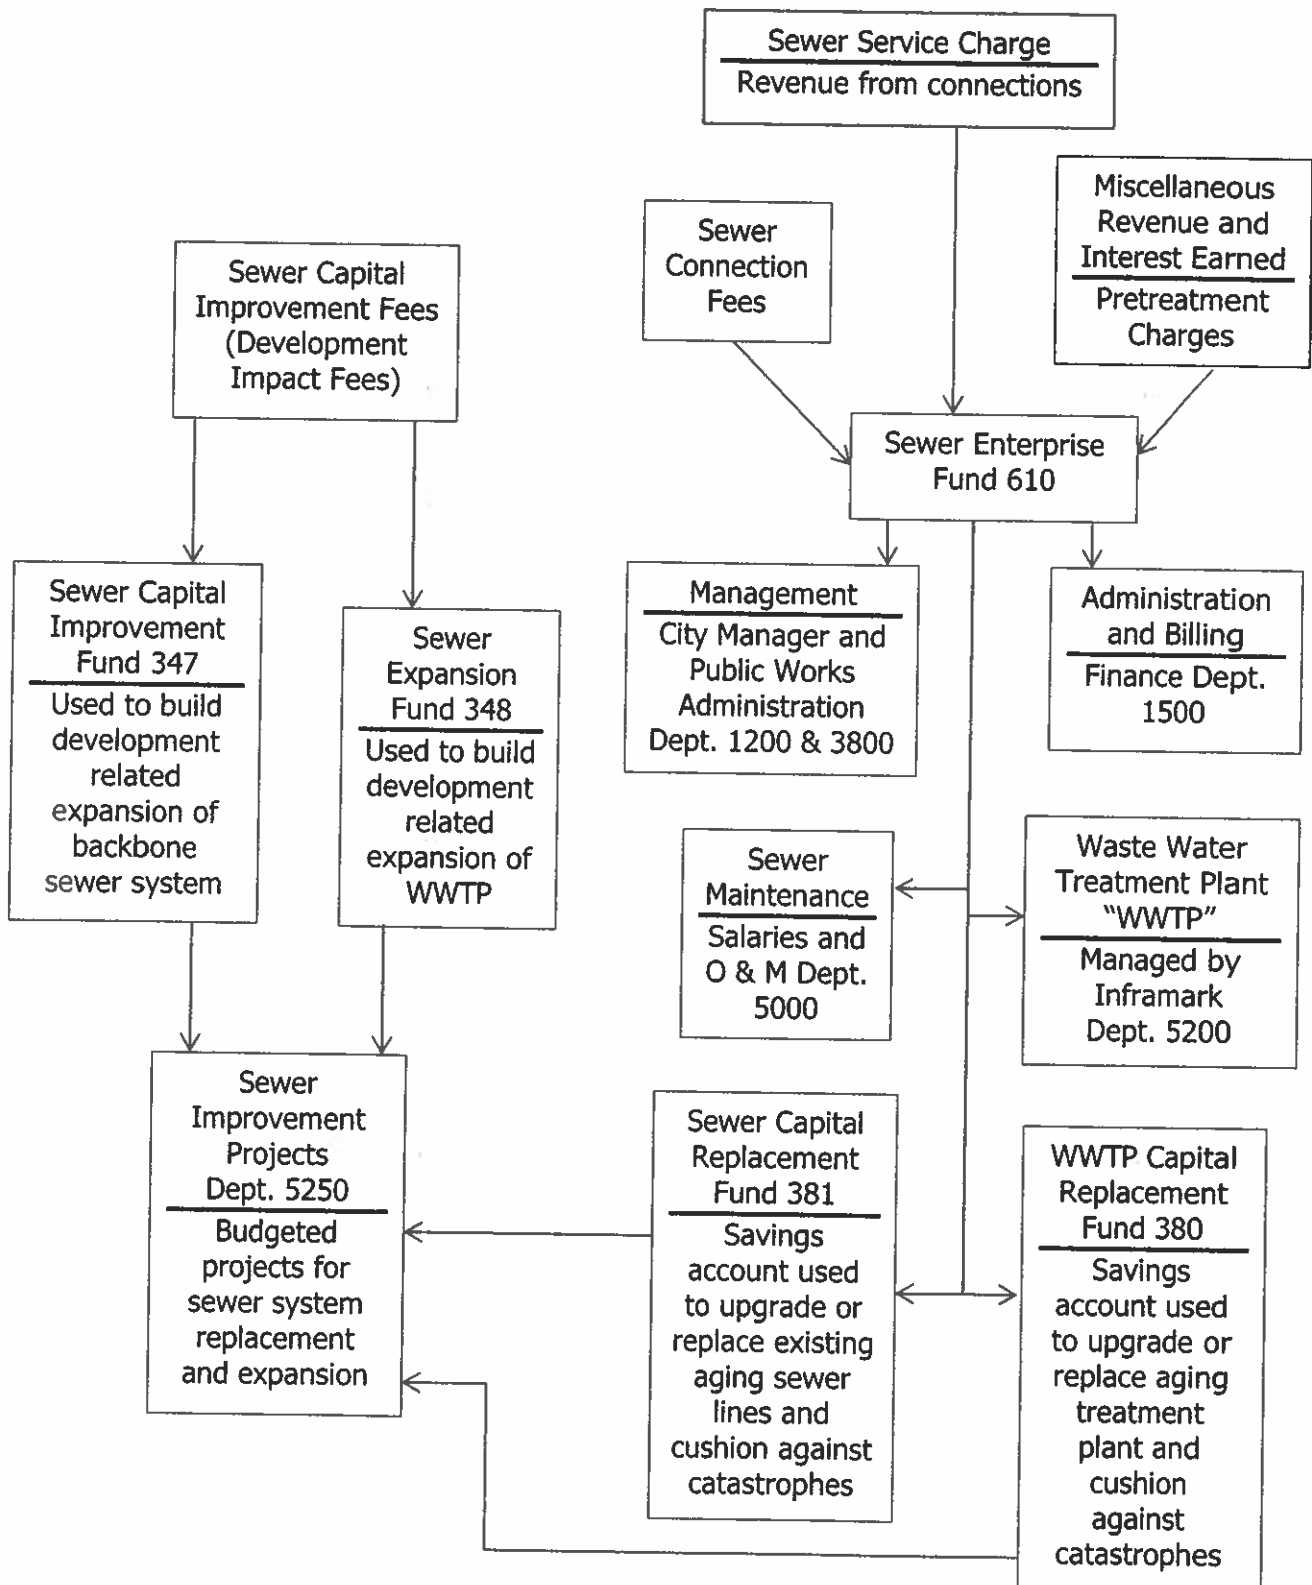 Sewer Service Charge
Revenue from connections
Miscellaneous
Revenue and
Interest Earned
Pretreatment
Charges
Sewer
Connection
Fees
Sewer Capital
Improvement Fees
(Development
Impact Fees)
Sewer Enterprise
Fund 610
Sewer Capital
Improvement
Fund 347
Used to build
development
related
expansion of
backbone
sewer system
Sewer
Expansion
Fund 348
Used to build
development
related
expansion of
WWTP
Management
City Manager and
Public Works
Administration
Dept. 1200 & 3800
Administration
and Billing
Finance Dept.
1500
Sewer
Maintenance
Salaries and
O & M Dept.
5000
Waste Water
Treatment Plant
“WWTP”
Managed by
Inframark
Dept. 5200
Sewer
Improvement
Projects
Dept. 5250
Budgeted
projects for
sewer system
replacement
and expansion
Sewer Capital
Replacement
Fund 381
Savings
account used
to upgrade or
replace existing
aging sewer
lines and
cushion against
catastrophes
WWTP Capital
Replacement
Fund 380
Savings
account used
to upgrade or
replace aging
treatment
plant and
cushion
against
catastrophes